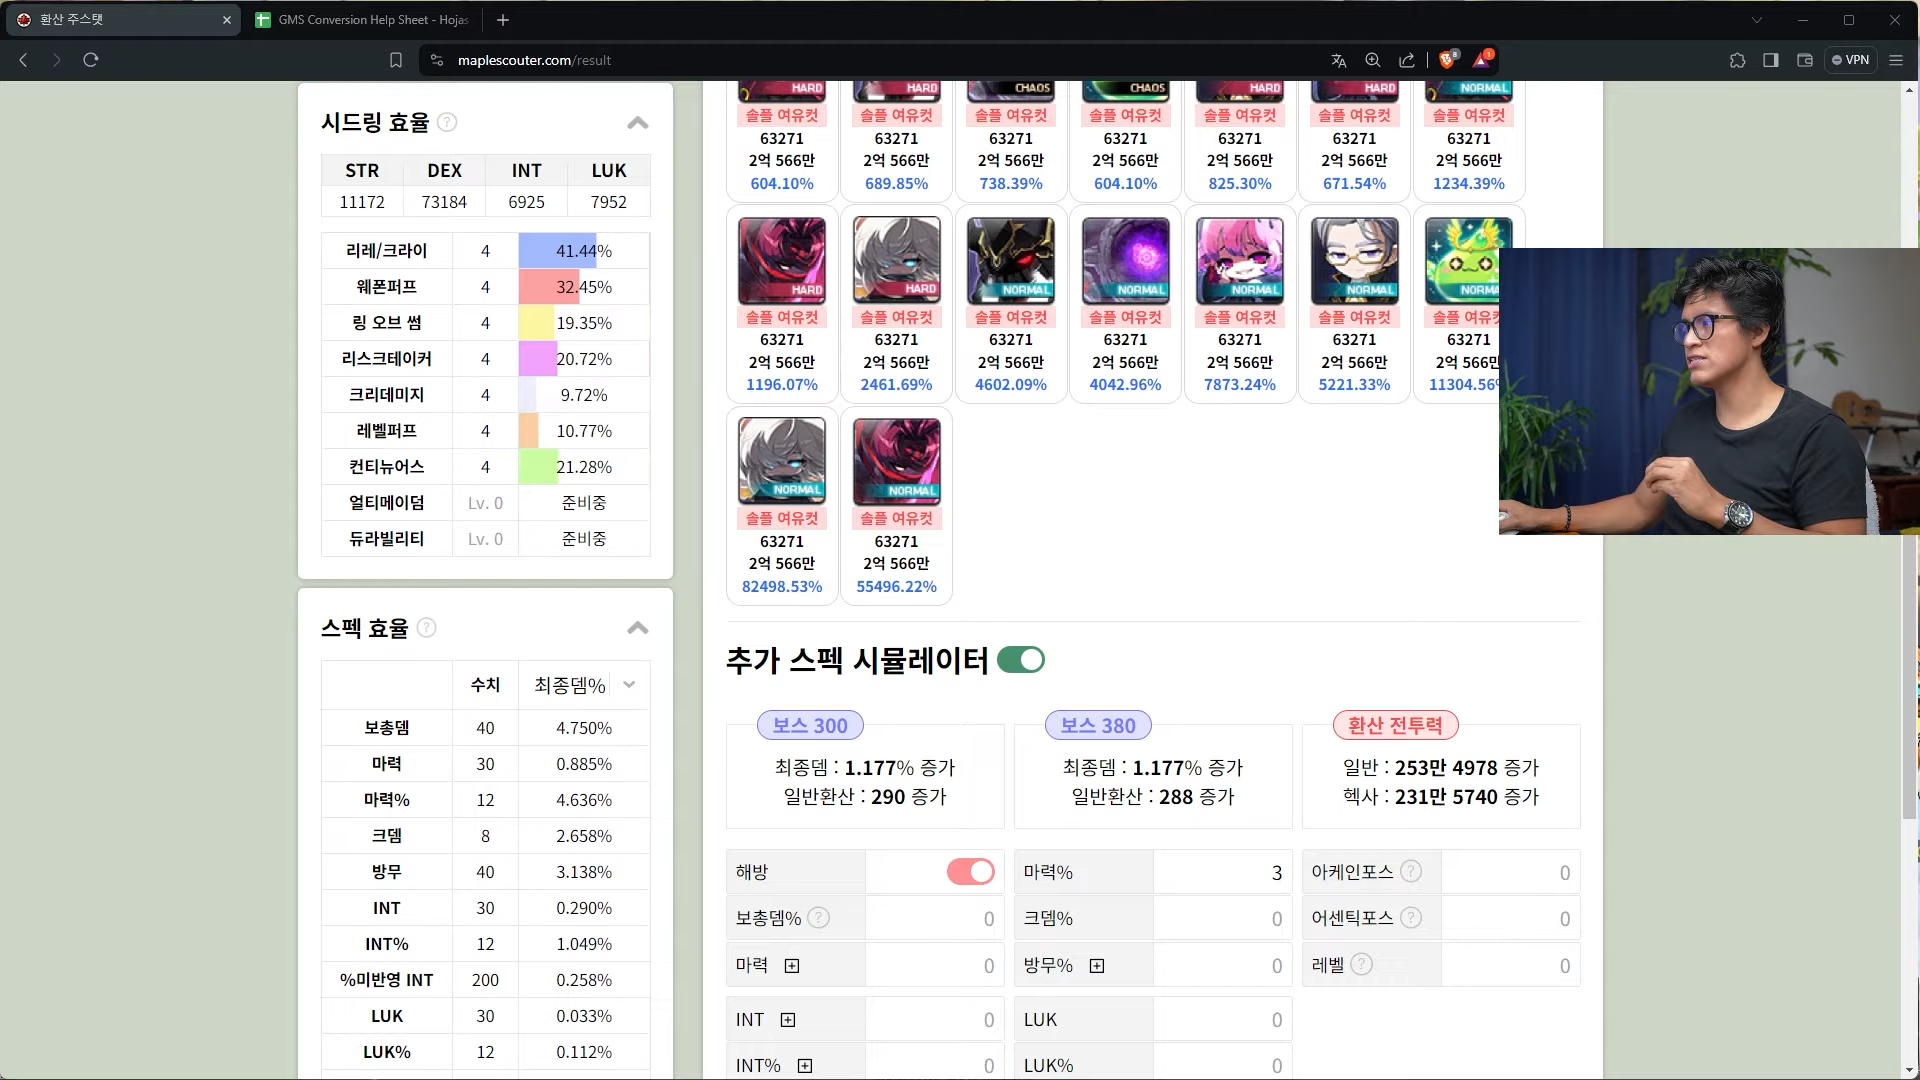 환산 주스탯
GMS Conversion Help Sheet - Hojas
maplescouter.com/result
8
1
VPN
시드링 효율 ?
STR DEX INT LUK
11172 73184 6925 7952
리레/크라이 4 41.44%
웨폰퍼프 4 32.45%
링 오브 썸 4 19.35%
리스크테이커 4 20.72%
크리데미지 4 9.72%
레벨퍼프 4 10.77%
컨티뉴어스 4 21.28%
얼티메이덤 Lv. 0 준비중
듀라빌리티 Lv. 0 준비중
스펙 효율 ?
수치 최종뎀%
보총뎀 40 4.750%
마력 30 0.885%
마력% 12 4.636%
크뎀 8 2.658%
방무 40 3.138%
INT 30 0.290%
INT% 12 1.049%
%미반영 INT 200 0.258%
LUK 30 0.033%
LUK% 12 0.112%
HARD HARD CHAOS CHAOS HARD HARD NORMAL
솔플 여유컷 솔플 여유컷 솔플 여유컷 솔플 여유컷 솔플 여유컷 솔플 여유컷 솔플 여유컷
63271 63271 63271 63271 63271 63271 63271
2억 566만 2억 566만 2억 566만 2억 566만 2억 566만 2억 566만 2억 566만
604.10% 689.85% 738.39% 604.10% 825.30% 671.54% 1234.39%
HARD HARD NORMAL NORMAL NORMAL NORMAL NORMA
솔플 여유컷 솔플 여유컷 솔플 여유컷 솔플 여유컷 솔플 여유컷 솔플 여유컷 솔플 여유
63271 63271 63271 63271 63271 63271 63271
2억 566만 2억 566만 2억 566만 2억 566만 2억 566만 2억 566만 2억 566만
1196.07% 2461.69% 4602.09% 4042.96% 7873.24% 5221.33% 11304.56%
NORMAL NORMAL
솔플 여유컷 솔플 여유컷
63271 63271
2억 566만 2억 566만
82498.53% 55496.22%
추가 스펙 시뮬레이터
보스 300 보스 380 환산 전투력
최종뎀 : 1.177% 증가 최종뎀 : 1.177% 증가 일반 : 253만 4978 증가
일반환산 : 290 증가 일반환산 : 288 증가 헥사 : 231만 5740 증가
해방 마력% 3 아케인포스 ? 0
보총뎀% ? 0 크뎀% 0 어센틱포스 ? 0
마력 0 방무% 0 레벨 ? 0
INT 0 LUK 0
INT% 0 LUK% 0